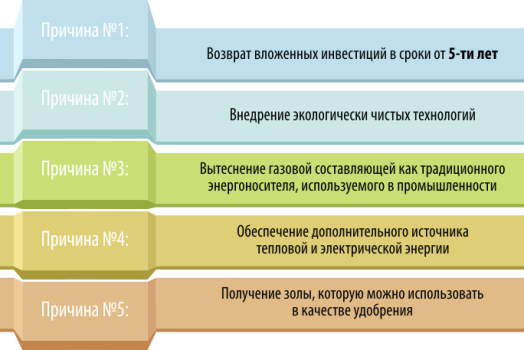 Причина №1:
Возврат вложенных инвестиций в сроки от 5-ти лет
Причина №2:
Внедрение экологически чистых технологий
Причина №3:
Вытеснение газовой составляющей как традиционного
энергоносителя, используемого в промышленности
Причина №4:
Обеспечение дополнительного источника
тепловой и электрической энергии
Причина №5:
Получение золы, которую можно использовать
в качестве удобрения